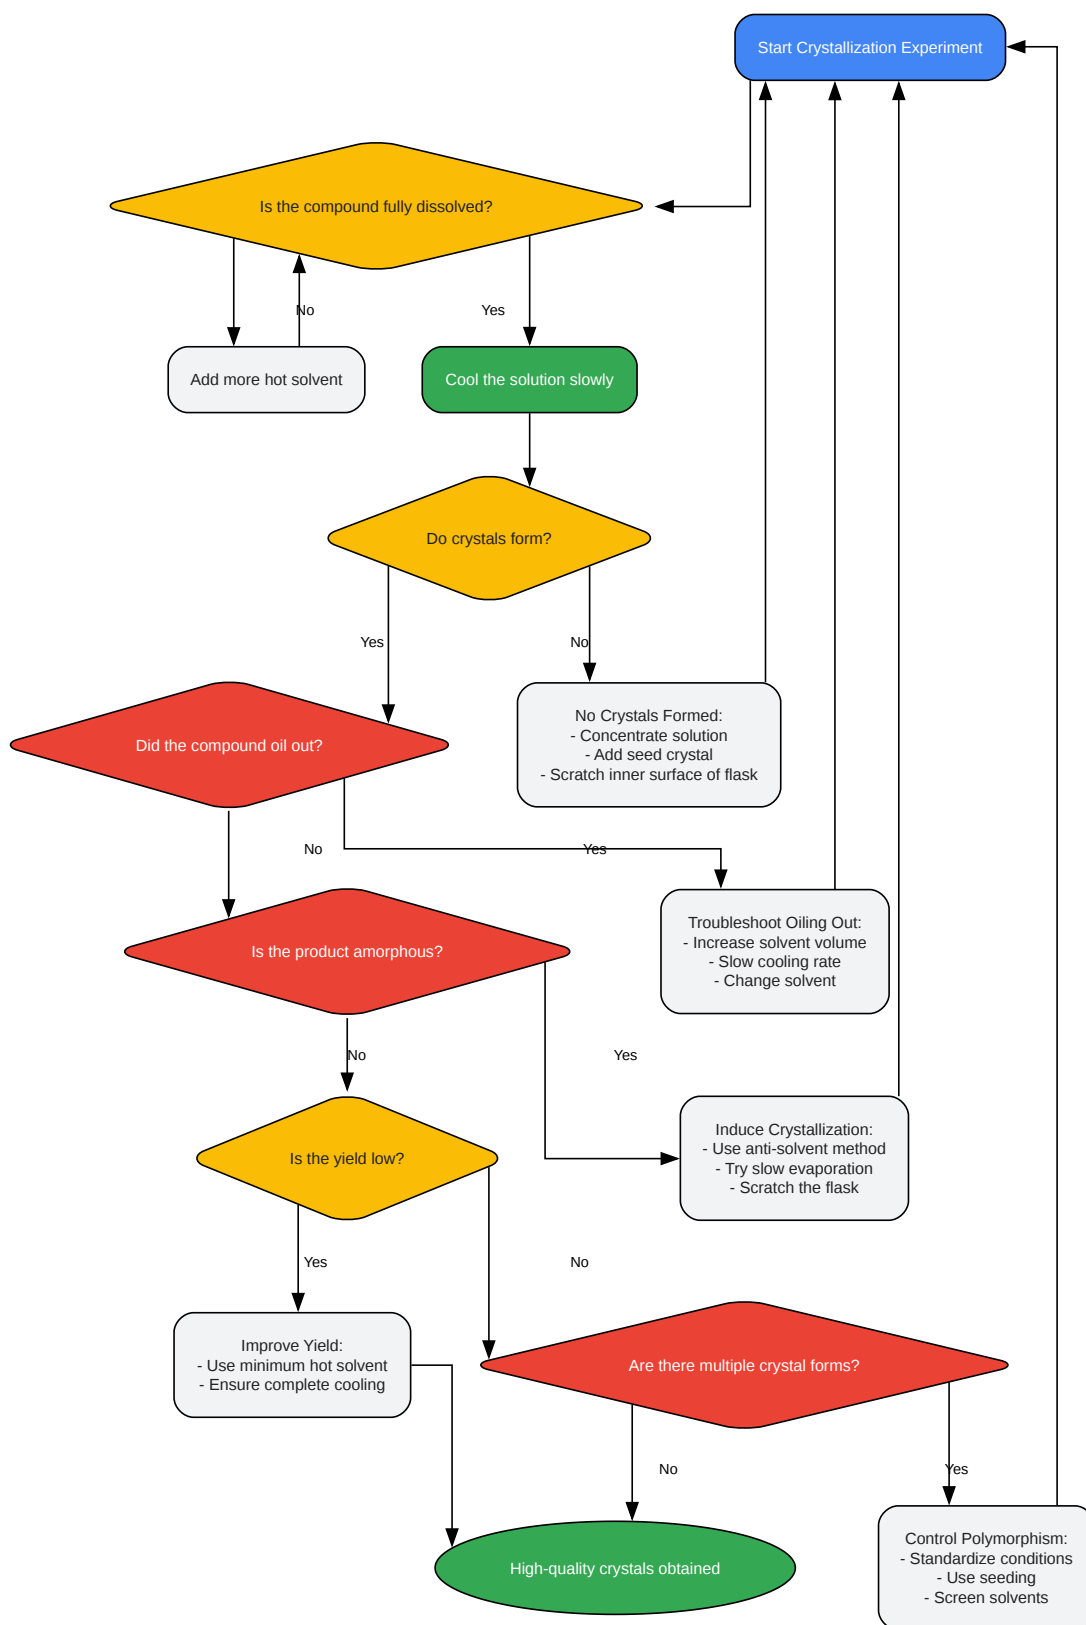 Start Crystallization Experiment
Is the compound fully dissolved?
No
Yes
Add more hot solvent
Cool the solution slowly
Do crystals form?
Yes
No
No Crystals Formed:
- Concentrate solution
- Add seed crystal
- Scratch inner surface of flask
Did the compound oil out?
No
Yes
Troubleshoot Oiling Out:
- Increase solvent volume
- Slow cooling rate
- Change solvent
Is the product amorphous?
No
Yes
Induce Crystallization:
- Use anti-solvent method
- Try slow evaporation
- Scratch the flask
Is the yield low?
Yes
No
Improve Yield:
- Use minimum hot solvent
- Ensure complete cooling
Are there multiple crystal forms?
No
Yes
Control Polymorphism:
- Standardize conditions
- Use seeding
- Screen solvents
High-quality crystals obtained